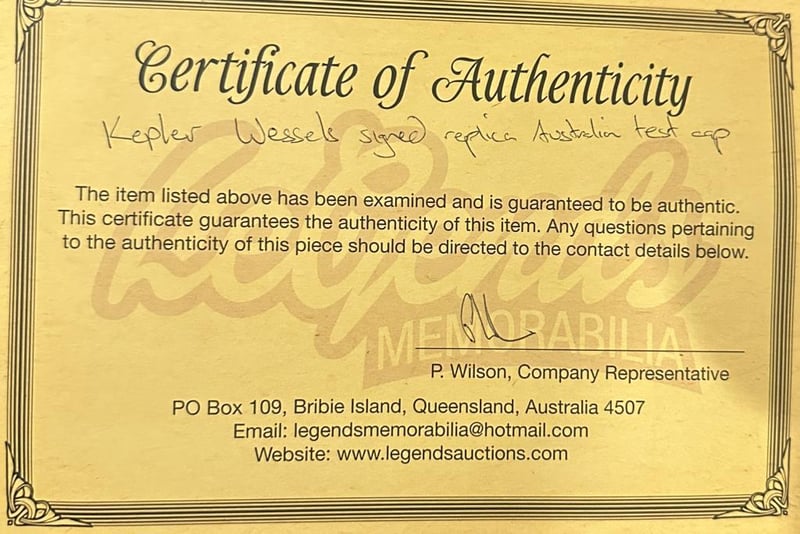 Certificate of Authenticity
Kepler Wessels signed replica Australian test cap
The item listed above has been examined and is guaranteed to be authentic.
This certificate guarantees the authenticity of this item. Any questions pertaining
to the authenticity of this piece should be directed to the contact details below.
Legends
MEMORABILIA
P. Wilson, Company Representative
PO Box 109, Bribie Island, Queensland, Australia 4507
Email: legendsmemorabilia@hotmail.com
Website: www.legendsauctions.com